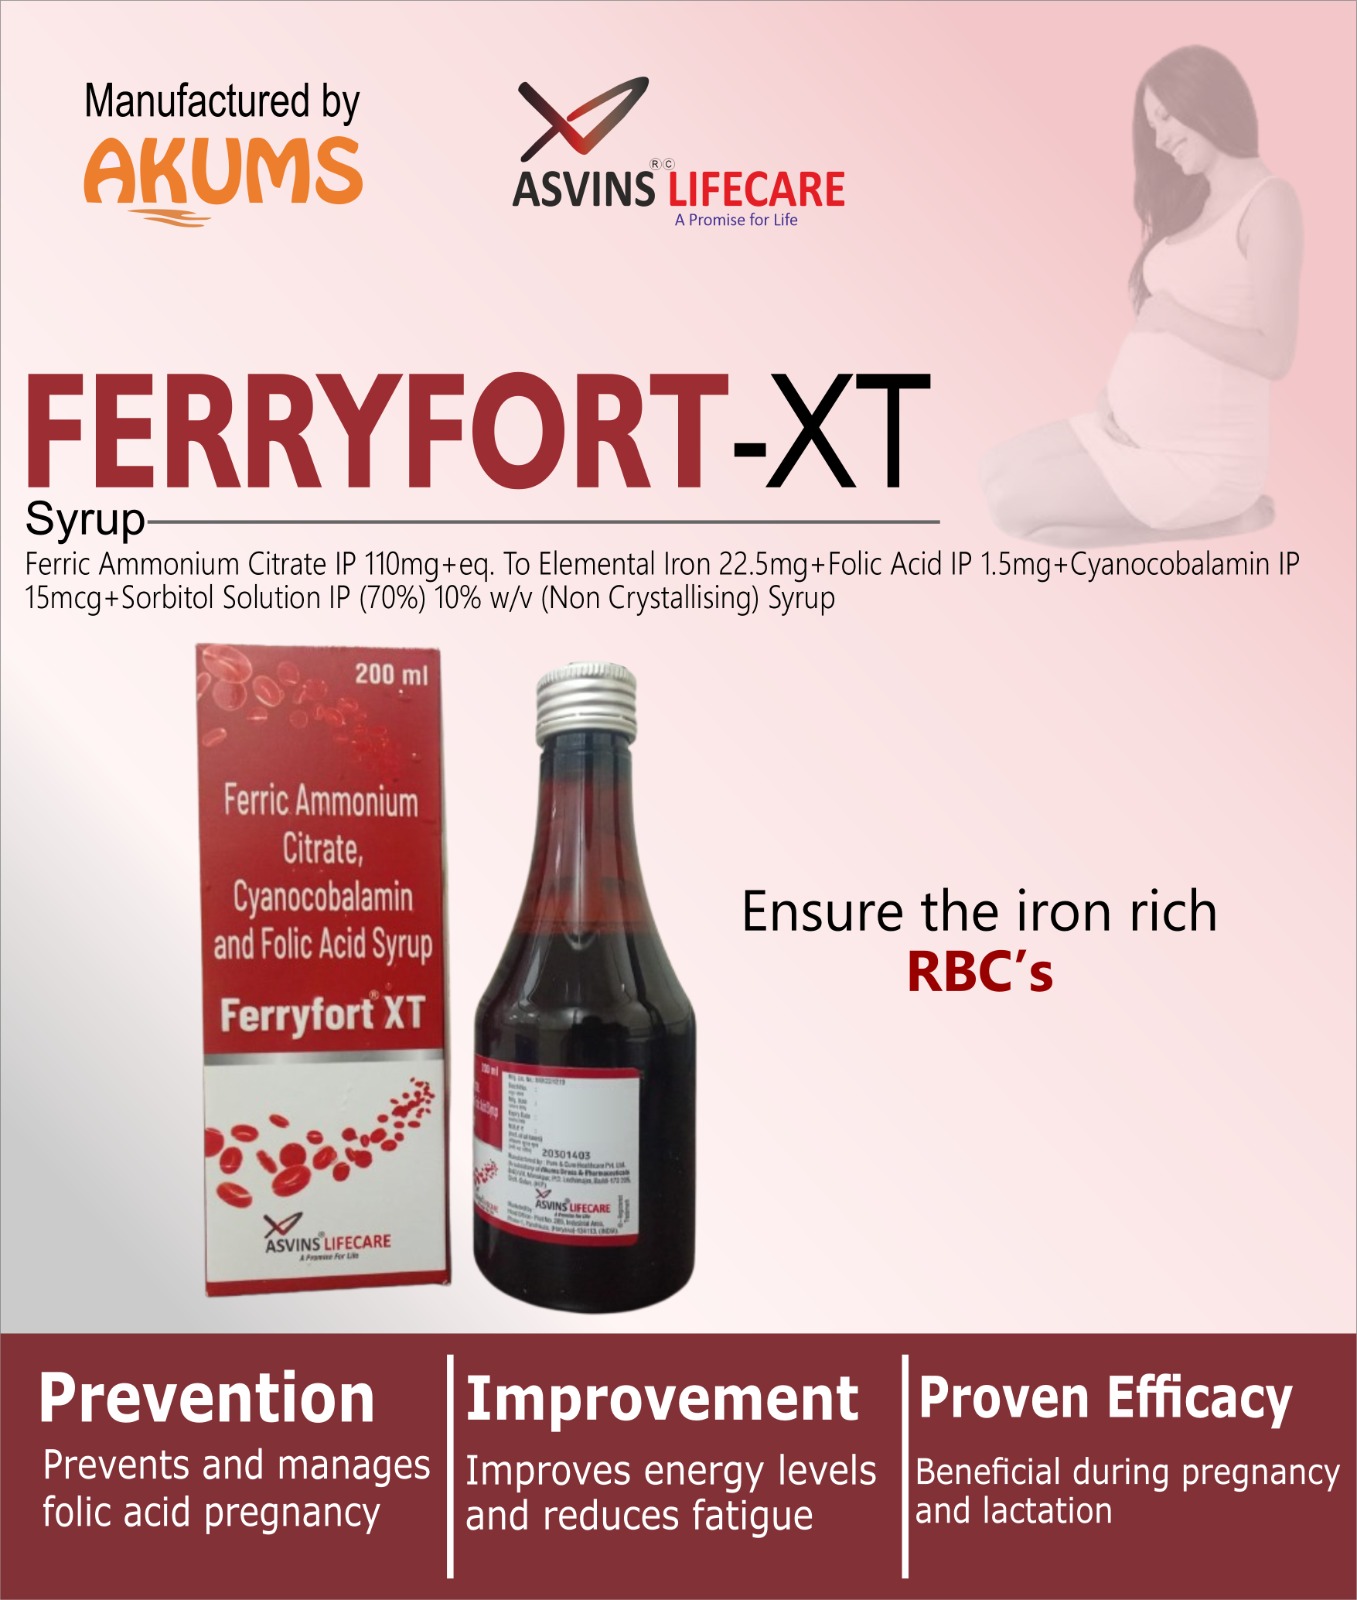 Manufactured by
AKUMS
ASVINS LIFECARE
® ©
A Promise for Life
FERRYFORT-XT
Syrup
Ferric Ammonium Citrate IP 110mg+eq. To Elemental Iron 22.5mg+Folic Acid IP 1.5mg+Cyanocobalamin IP
15mcg+Sorbitol Solution IP (70%) 10% w/v (Non Crystallising) Syrup
200 ml
Ferric Ammonium
Citrate,
Cyanocobalamin
and Folic Acid Syrup
Ferryfort® XT
ASVINS® LIFECARE
A Promise For Life
20301403
ASVINS® LIFECARE
Ensure the iron rich
RBC’s
Prevention
Prevents and manages
folic acid pregnancy
Improvement
Improves energy levels
and reduces fatigue
Proven Efficacy
Beneficial during pregnancy
and lactation